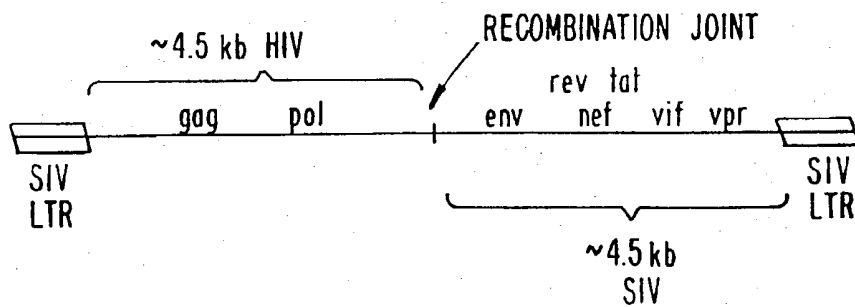 RECOMBINATION JOINT
~4.5 kb HIV
rev tat
gag pol env nef vif vpr
SIV
LTR
SIV
LTR
~4.5 kb
SIV